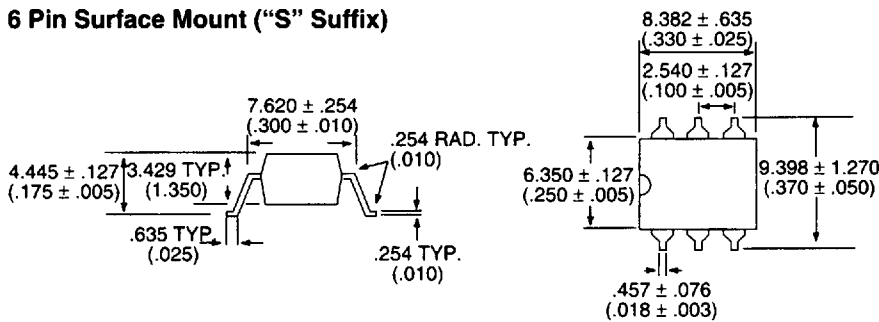 6 Pin Surface Mount (“S” Suffix)
8.382 ± .635
(.330 ± .025)
2.540 ± .127
(.100 ± .005)
7.620 ± .254
(.300 ± .010)
.254 RAD. TYP.
(.010)
4.445 ± .127
(.175 ± .005)
3.429 TYP.
(1.350)
6.350 ± .127
(.250 ± .005)
9.398 ± 1.270
(.370 ± .050)
.635 TYP.
(.025)
.254 TYP.
(.010)
.457 ± .076
(.018 ± .003)